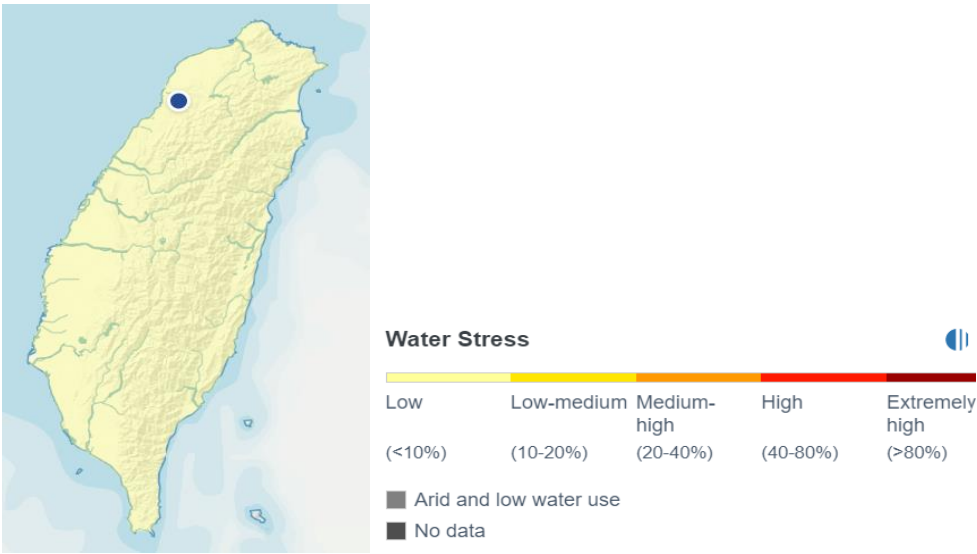 Water Stress
Low Low-medium Medium-high High Extremely high
(<10%) (10-20%) (20-40%) (40-80%) (>80%)
Arid and low water use
No data